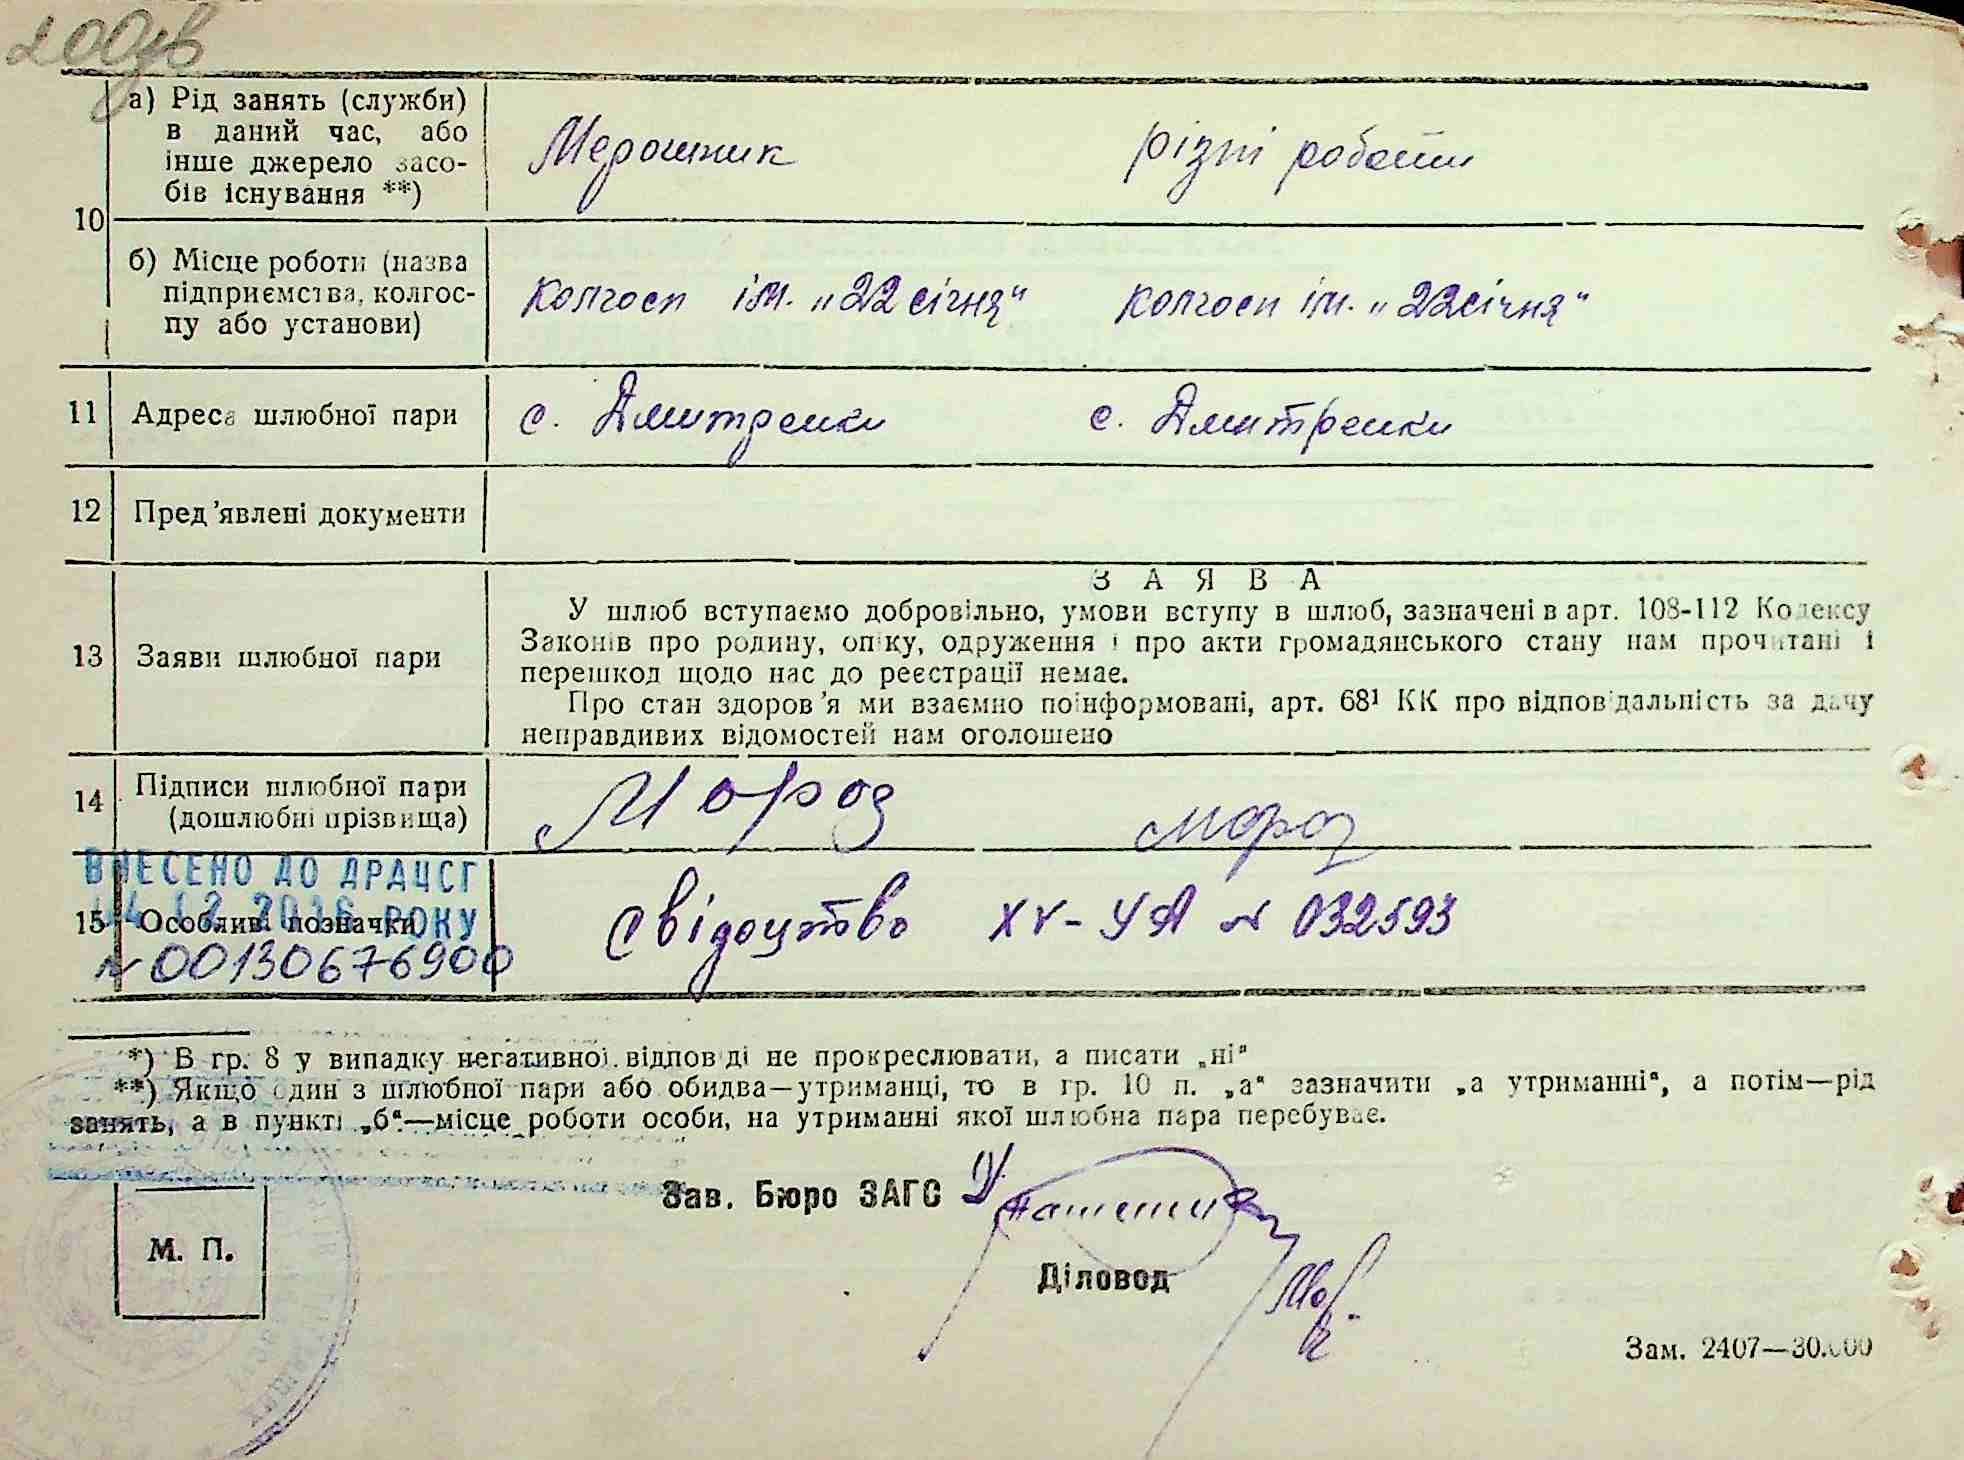 200зв
а) Рід занять (служби)
в даний час, або
інше джерело засо-
бів існування **)
Мерошник
різні роботи
10
б) Місце роботи (назва
підприємства, колгос-
пу або установи)
колгосп ім. „22 січня“
колгосп ім. „22 січня“
11
Адреса шлюбної пари
с. Дмитренки
с. Дмитренки
12
Пред'явлені документи
ЗАЯВА
13
Заяви шлюбної пари
У шлюб вступаємо добровільно, умови вступу в шлюб, зазначені в арт. 108-112 Кодексу
Законів про родину, опіку, одруження і про акти громадянського стану нам прочитані і
перешкод щодо нас до реєстрації немає.
Про стан здоров'я ми взаємно поінформовані, арт. 68¹ КК про відповідальність за дачу
неправдивих відомостей нам оголошено
14
Підписи шлюбної пари
(дошлюбні прізвища)
Мороз
Мороз
ВНЕСЕНО ДО ДРАЦСГ
РОКУ
15
Особливі позначки
N 00130676900
Свідоцтво XV-УА N 032593
*) В гр. 8 у випадку негативної відповіді не прокреслювати, а писати „ні“
**) Якщо один з шлюбної пари або обидва—утриманці, то в гр. 10 п. „а“ зазначити „а утриманні“, а потім—рід
занять, а в пункті „б“—місце роботи особи, на утриманні якої шлюбна пара перебуває.
Зав. Бюро ЗАГС
М. П.
Діловод
Зам. 2407—30.000